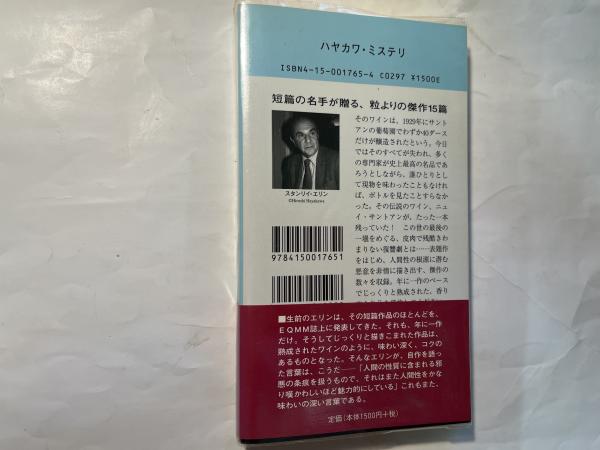 ハヤカワ・ミステリ
ISBN4-15-001765-4 C0297 ¥1500E
短篇の名手が贈る、粒よりの傑作15篇
そのワインは、1929年にサント
アンの葡萄園でわずか40ダース
だけが醸造されたという。今日
ではそのすべてが失われ、多く
の専門家が史上最高の名品であ
ろうとしながら、誰ひとりとし
て現物を味わったこともなけれ
ば、ボトルを見たことすらなか
った。その伝説のワイン、ニュ
イ・サントアンが、たった一本
残っていた！ この世の最後の
一壜をめぐる、皮肉で残酷きわ
まりない復讐劇とは……表題作
をはじめ、人間性の根源に潜む
悪意を非情に描き出す、傑作の
数々を収録。年に一作のペース
でじっくりと熟成された、香り
スタンリイ・エリン
©Hiroshi Hayakawa
9784150017651
■生前のエリンは、その短篇作品のほとんどを、
EQMM誌上に発表してきた。それも、年に一作
だけ。そうしてじっくりと描きこまれた作品は、
熟成されたワインのように、味わい深く、コクの
あるものとなった。そんなエリンが、自作を語っ
た言葉は、こうだ――「人間の性質に含まれる邪
悪の条痕を扱うもので、それはまた人間性をかな
り嘆かわしいほど魅力的にしている」これもまた、
味わいの深い言葉である。
定価（本体1500円＋税）